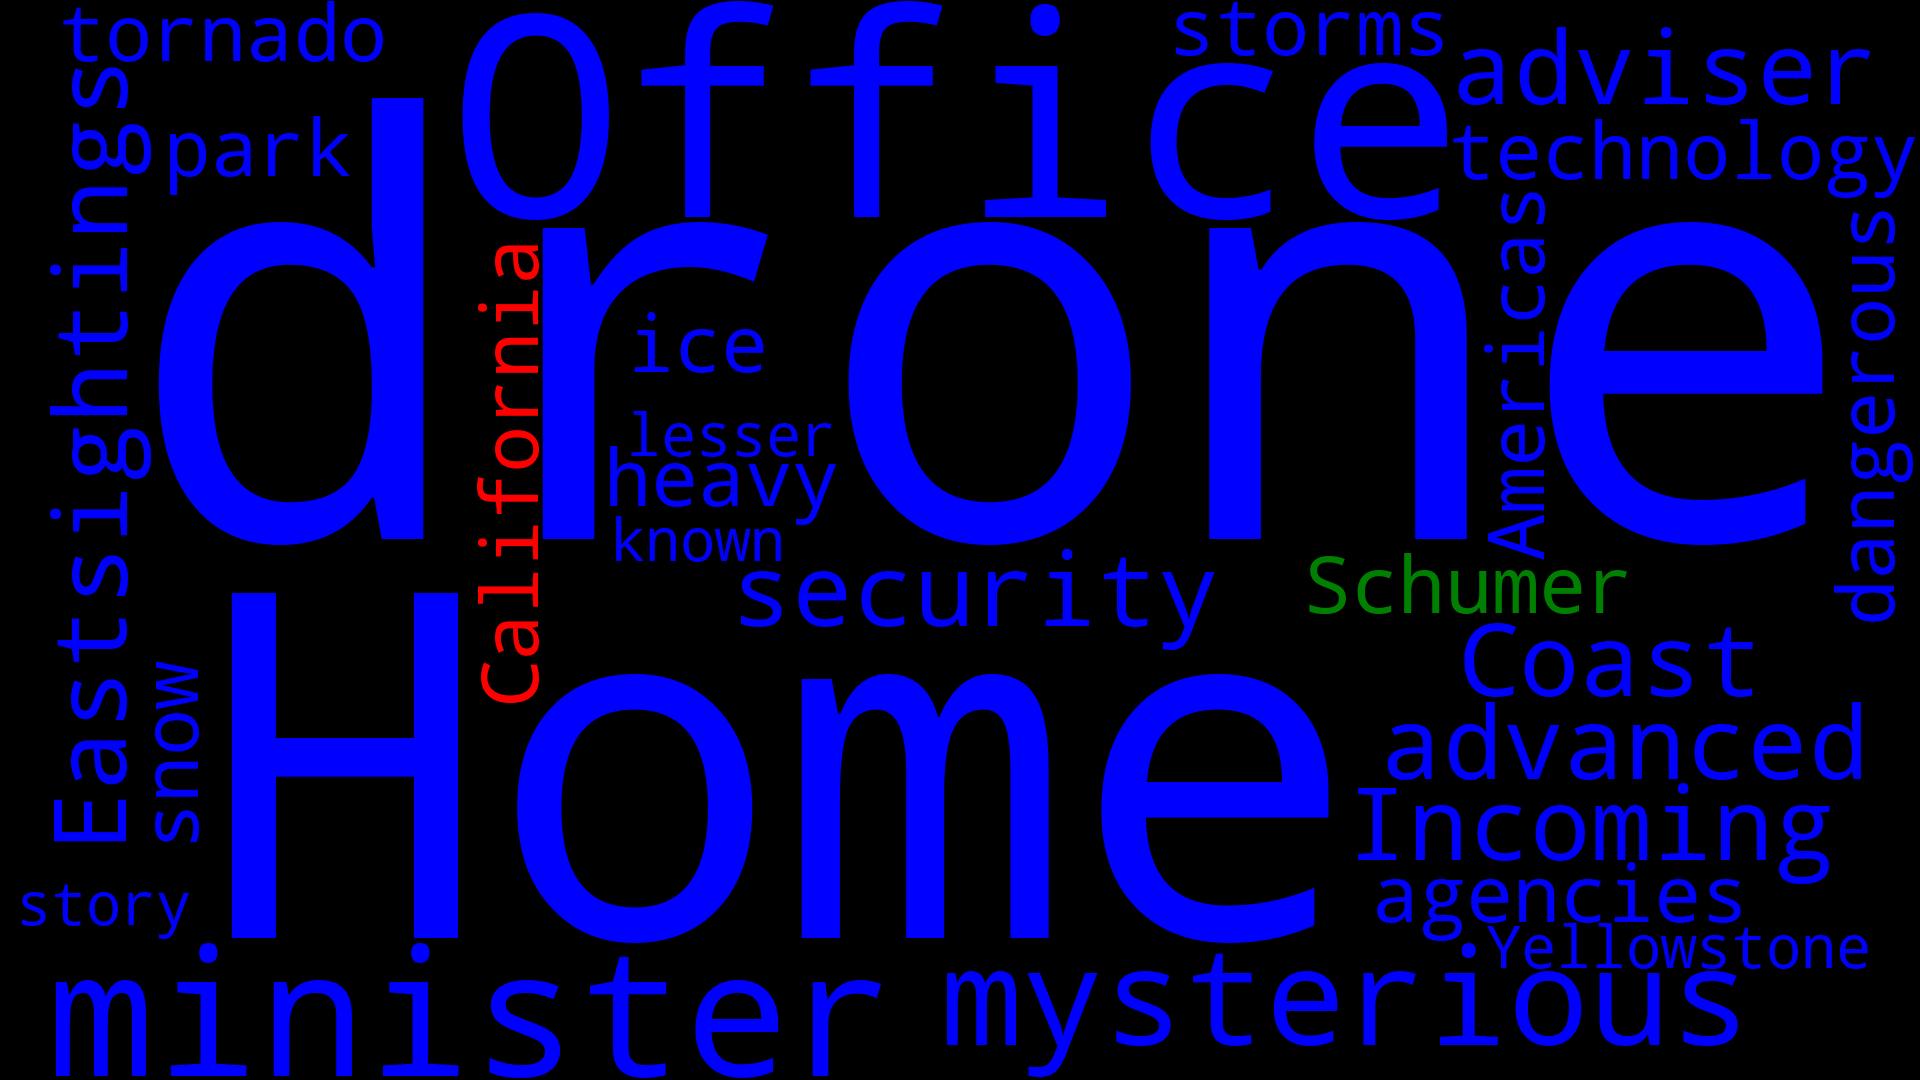 tornado
Office
storms
adviser
park
technology
drone
sightings
California
ice
Americas
dangerous
lesser
heavy
known
security
Schumer
East
snow
Home
Coast
advanced
Incoming
story
agencies
Yellowstone
minister
mysterious